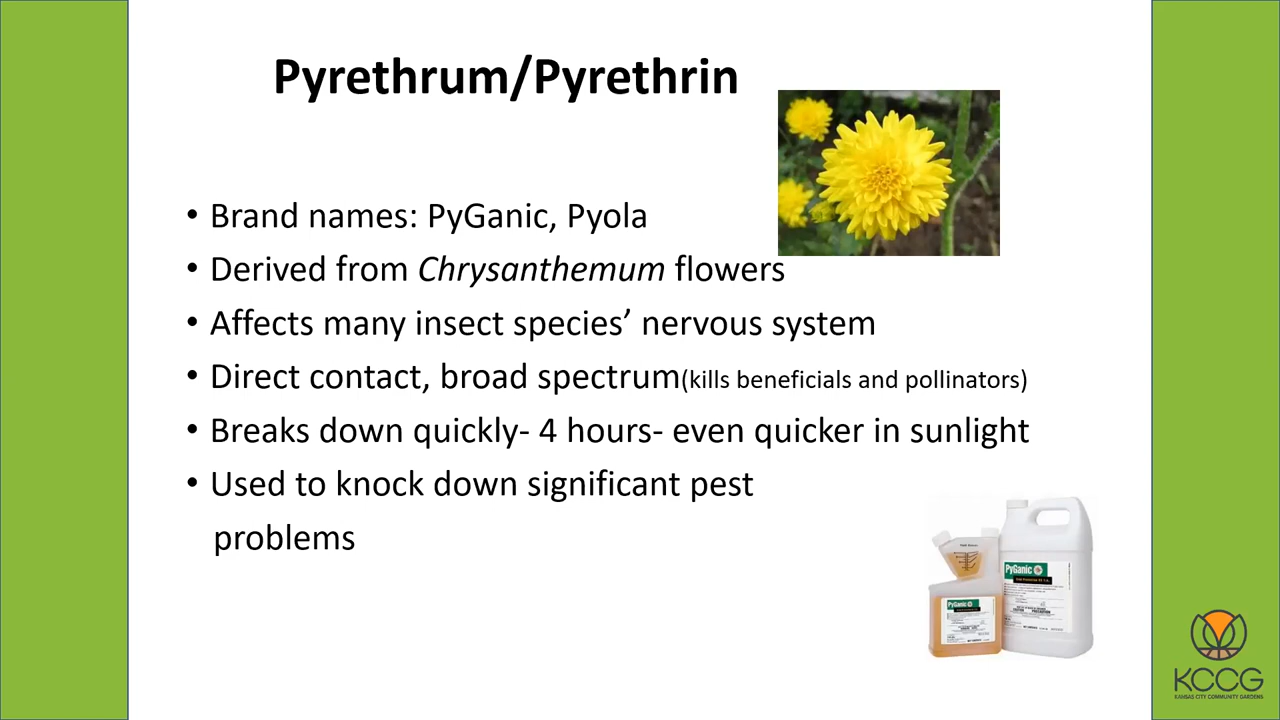 Pyrethrum/Pyrethrin
• Brand names: PyGanic, Pyola
• Derived from Chrysanthemum flowers
• Affects many insect species’ nervous system
• Direct contact, broad spectrum(kills beneficials and pollinators)
• Breaks down quickly- 4 hours- even quicker in sunlight
• Used to knock down significant pest
problems
PyGanic
PyGanic
KCCG
KANSAS CITY COMMUNITY GARDENS